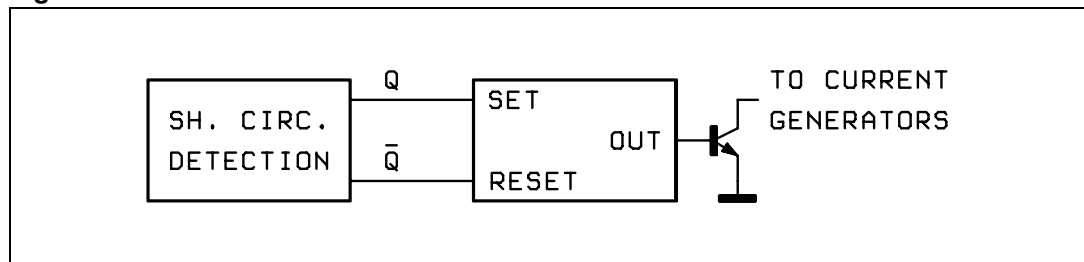 SH. CIRC.
DETECTION
Q
Q̅
SET
RESET
OUT
TO CURRENT
GENERATORS